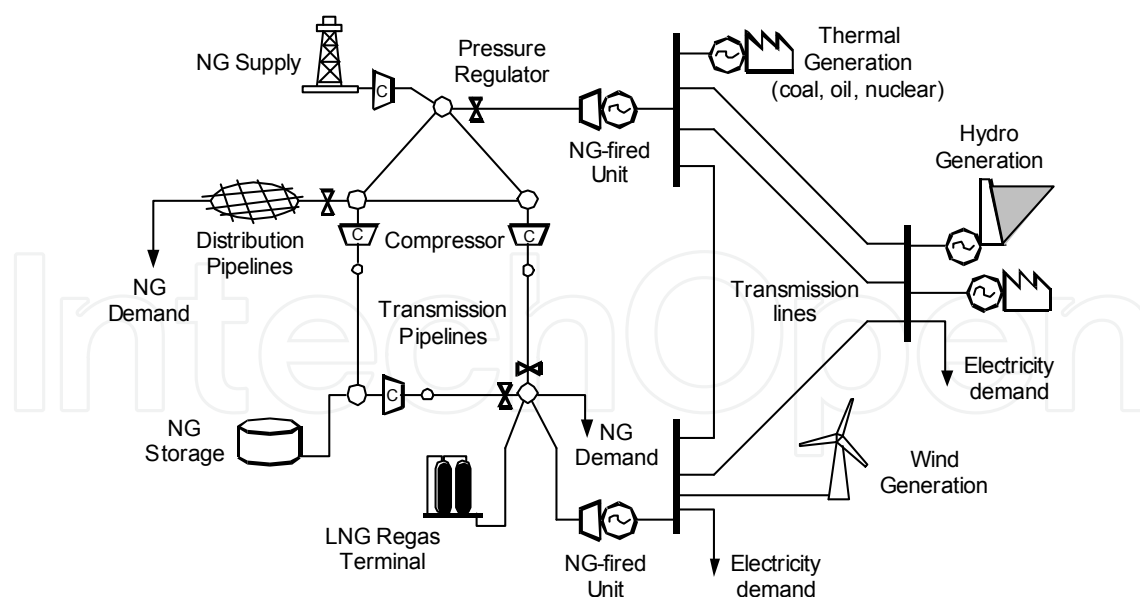 NG Supply
C
Pressure
Regulator
NG-fired
Unit
Thermal
Generation
(coal, oil, nuclear)
Hydro
Generation
Distribution
Pipelines
C
Compressor
C
NG
Demand
Transmission
Pipelines
Transmission
lines
Electricity
demand
C
NG
Storage
NG
Demand
Wind
Generation
LNG Regas
Terminal
NG-fired
Unit
Electricity
demand
IntechOpen